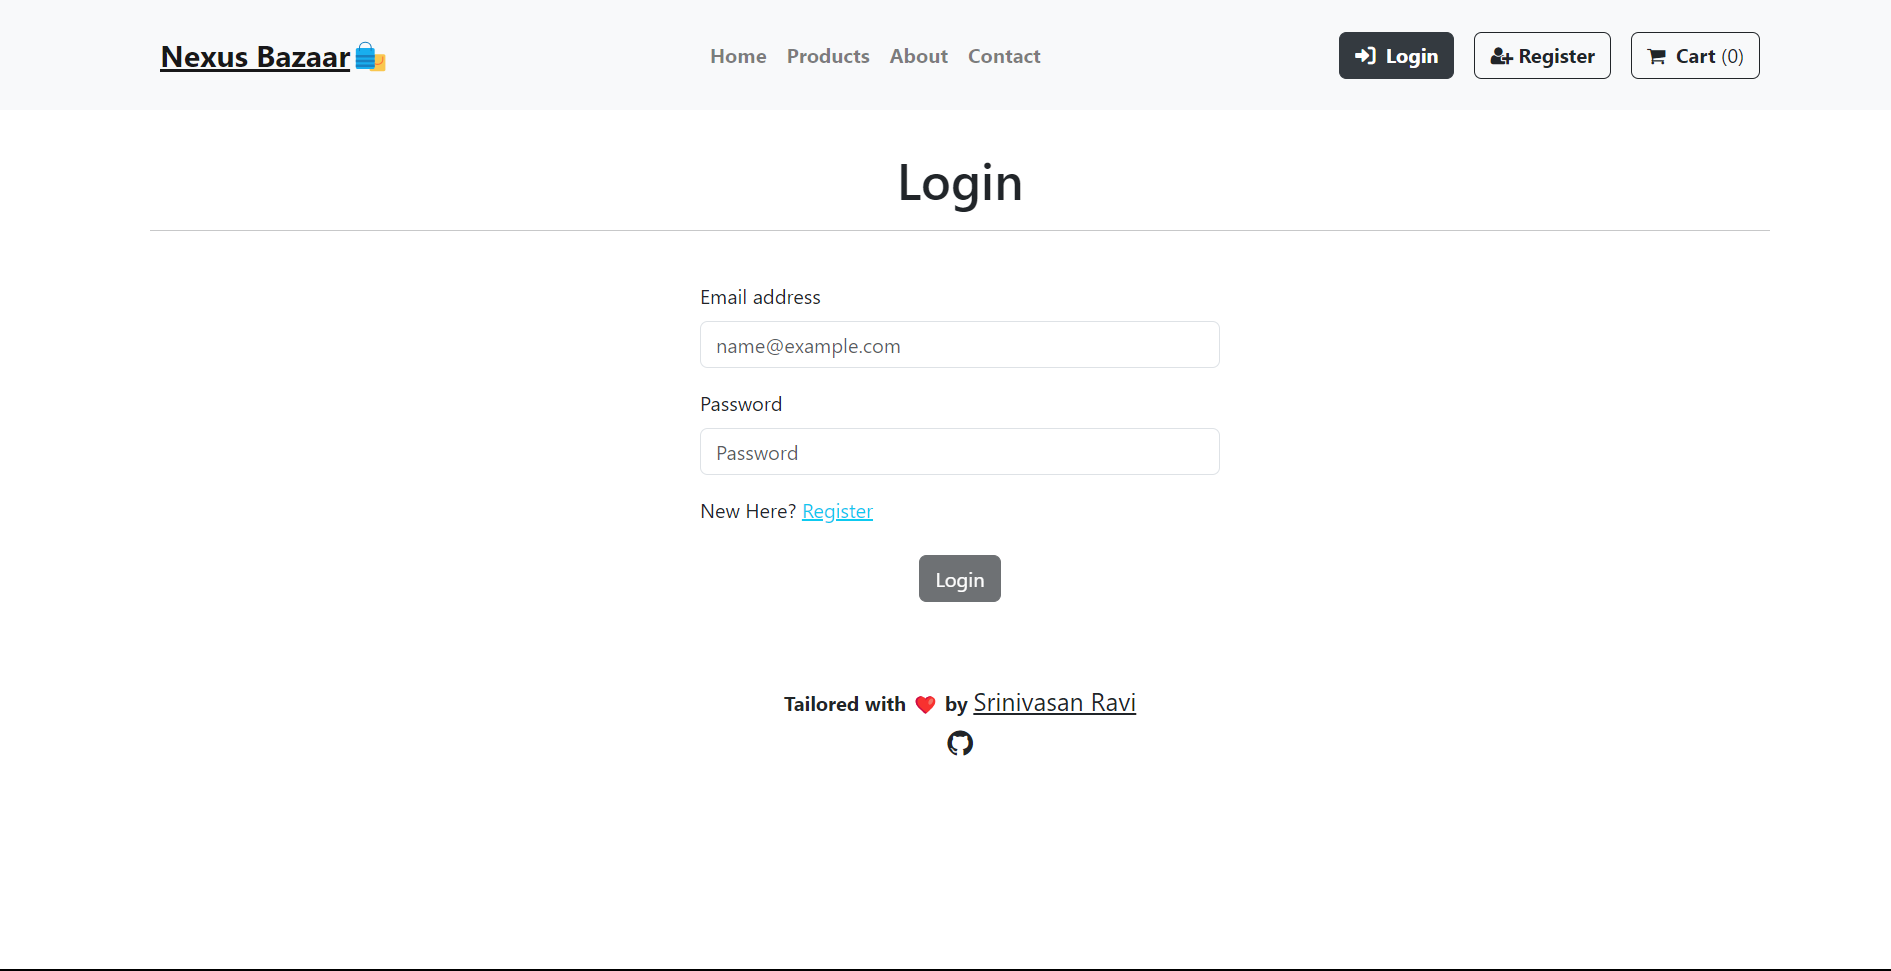 Nexus Bazaar
Home Products About Contact
Login
Register
Cart (0)
Login
Email address
name@example.com
Password
Password
New Here? Register
Login
Tailored with ❤️ by Srinivasan Ravi